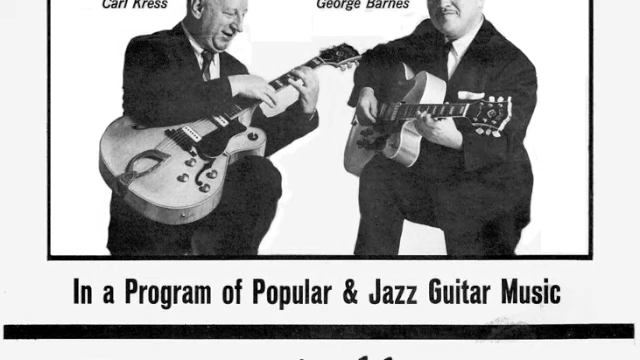 Carl Kress
George Barnes
In a Program of Popular & Jazz Guitar Music